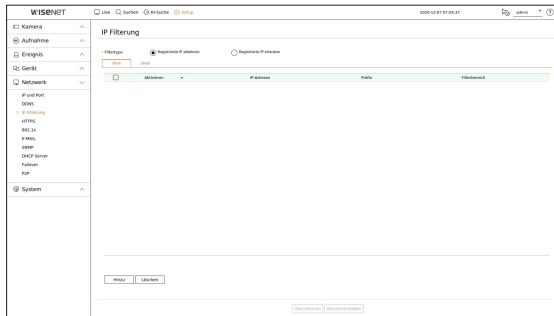 WISENET
Live Suchen KI-Suche Setup 2020-12-07 07:04:37 admin ?
Kamera
Aufnahme
Ereignis
Gerät
Netzwerk
IP und Port
DDNS
IP-Filterung
HTTPS
802.1x
E-MAIL
SNMP
DHCP Server
Failover
P2P
System
IP Filterung
Filtertype Registrierte IP ablehnen Registrierte IP erlauben
IPv4 IPv6
Aktivieren IP-Adresse Präfix Filterbereich
Hinzu Löschen
Übernehmen Wiederherstellen